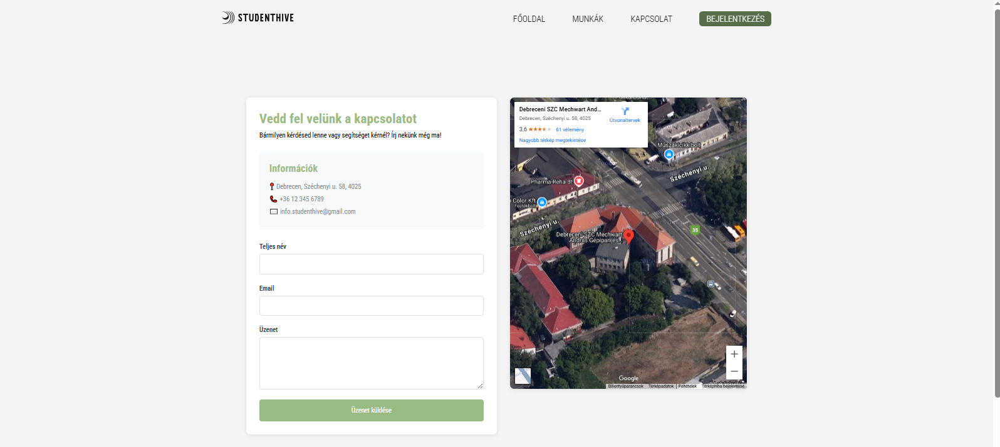 STUDENTHIVE
FŐOLDAL
MUNKÁK
KAPCSOLAT
BEJELENTKEZÉS
Vedd fel velünk a kapcsolatot
Bármilyen kérdésed lenne vagy segítséget kérnél? Írj nekünk még ma!
Információk
Debrecen, Széchenyi u. 58, 4025
+36 12 345 6789
info.studenthive@gmail.com
Teljes név
Email
Üzenet
Üzenet küldése
Debreceni SZC Mechwart And...
Debrecen, Széchenyi u. 58, 4025
Útvonaltervek
3,6
61 vélemény
Nagyobb térkép megtekintése
Műszakicikkbolt
Széchenyi u.
Pharma-Reha Bt
Color Kft
Festékbolt
Széchenyi u.
35
Debreceni SZC Mechwart
András Gépipari és...
Google
Billentyűparancsok
Térképadatok
Feltételek
Térképhiba bejelentése